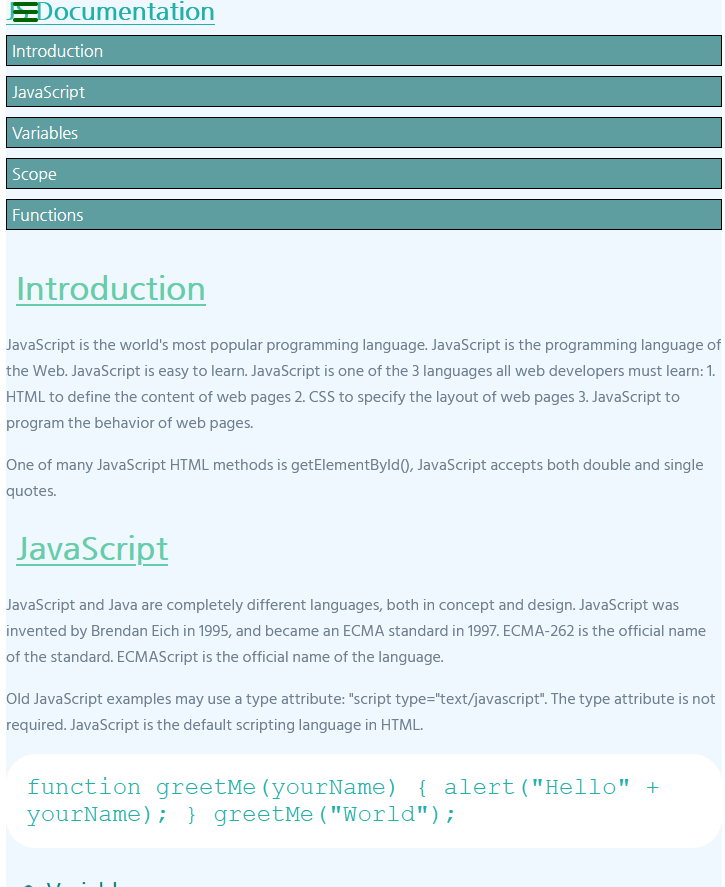 JS Documentation
Introduction
JavaScript
Variables
Scope
Functions
Introduction
JavaScript is the world's most popular programming language. JavaScript is the programming language of
the Web. JavaScript is easy to learn. JavaScript is one of the 3 languages all web developers must learn: 1.
HTML to define the content of web pages 2. CSS to specify the layout of web pages 3. JavaScript to
program the behavior of web pages.
One of many JavaScript HTML methods is getElementById(), JavaScript accepts both double and single
quotes.
JavaScript
JavaScript and Java are completely different languages, both in concept and design. JavaScript was
invented by Brendan Eich in 1995, and became an ECMA standard in 1997. ECMA-262 is the official name
of the standard. ECMAScript is the official name of the language.
Old JavaScript examples may use a type attribute: "script type="text/javascript". The type attribute is not
required. JavaScript is the default scripting language in HTML.
function greetMe(yourName) { alert("Hello" +
yourName); } greetMe("World");